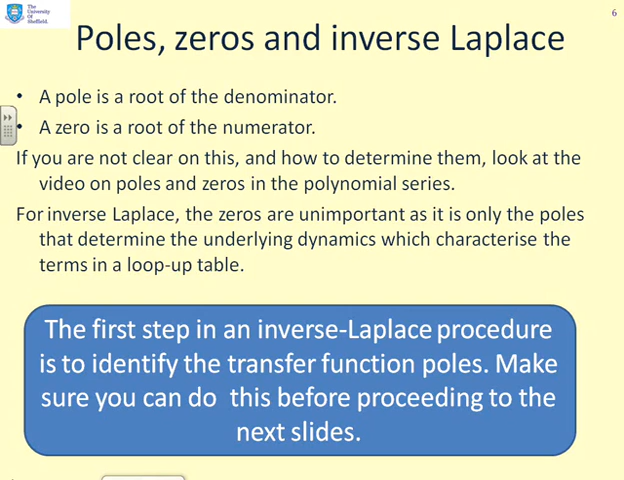 The
University
Of
Sheffield.
6
Poles, zeros and inverse Laplace
• A pole is a root of the denominator.
• A zero is a root of the numerator.
If you are not clear on this, and how to determine them, look at the
video on poles and zeros in the polynomial series.
For inverse Laplace, the zeros are unimportant as it is only the poles
that determine the underlying dynamics which characterise the
terms in a loop-up table.
The first step in an inverse-Laplace procedure
is to identify the transfer function poles. Make
sure you can do this before proceeding to the
next slides.